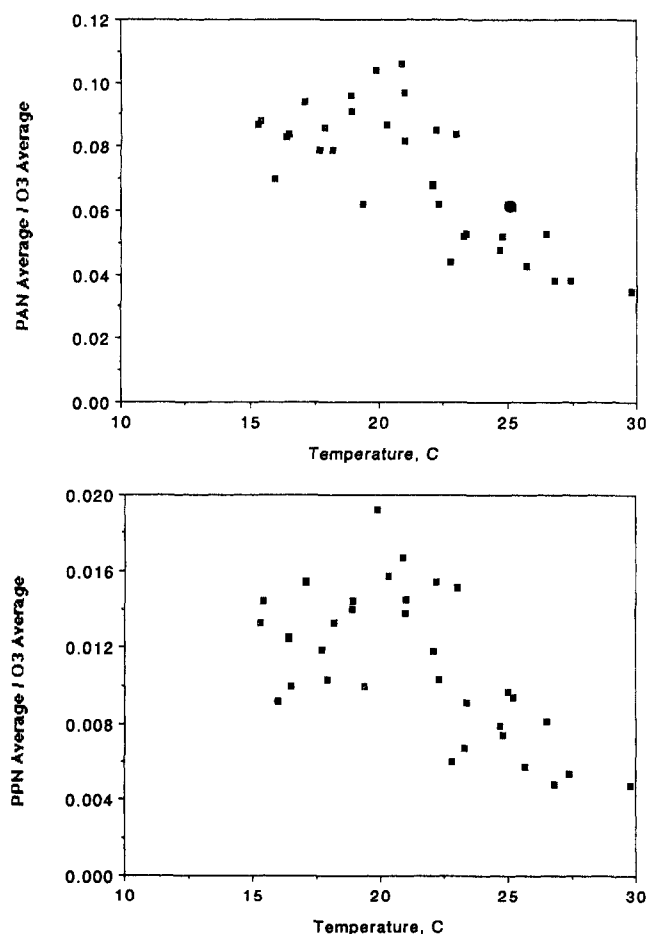 0.12
0.10
0.08
0.06
0.04
0.02
0.00
PAN Average / O3 Average
10 15 20 25 30
Temperature, C
0.020
0.016
0.012
0.008
0.004
0.000
PPN Average / O3 Average
10 15 20 25 30
Temperature, C